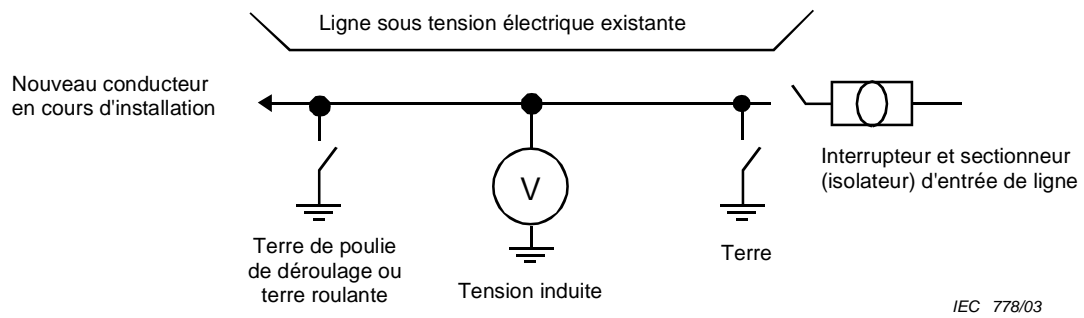 Ligne sous tension électrique existante
Nouveau conducteur
en cours d'installation
Interrupteur et sectionneur
(isolateur) d'entrée de ligne
V
Terre de poulie
de déroulage ou
terre roulante
Tension induite
Terre
IEC 778/03